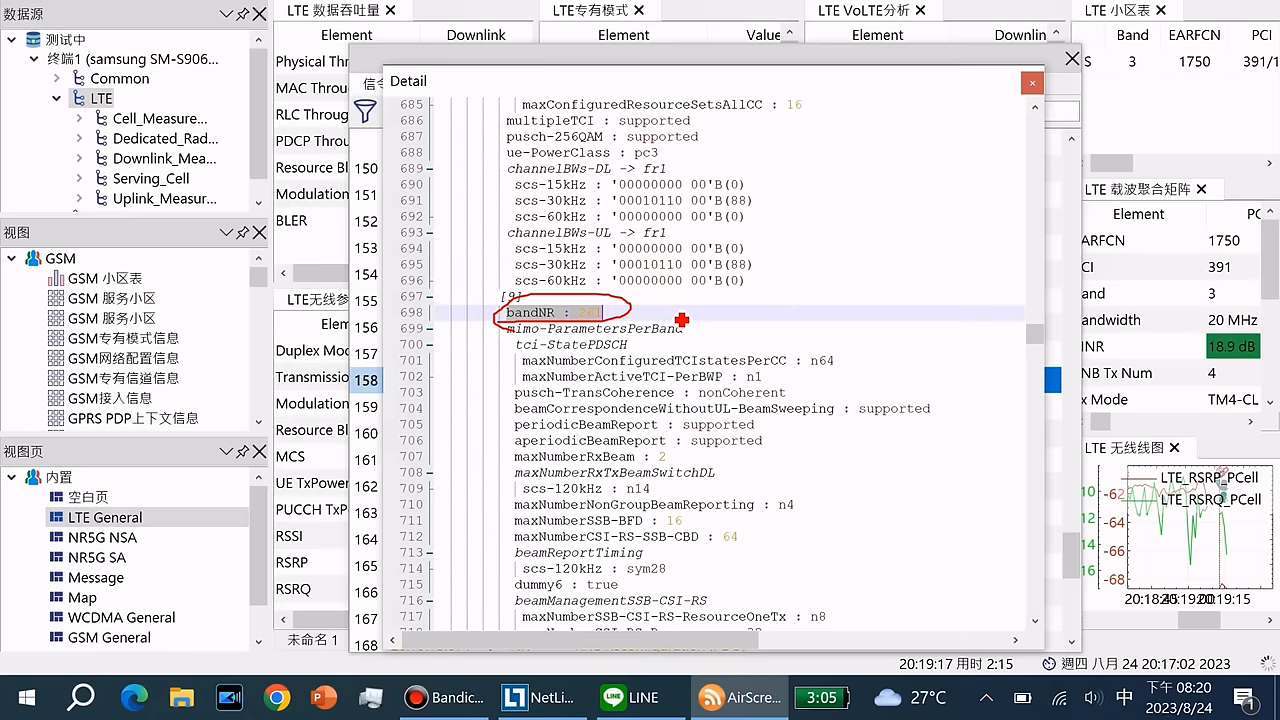 数据源
测试中
终端1 (samsung SM-S906...
Common
LTE
Cell_Measure...
Dedicated_Rad...
Downlink_Mea...
Serving_Cell
Uplink_Measur...
视图
GSM
GSM 小区表
GSM 服务小区
GSM 服务小区
GSM专有模式信息
GSM网络配置信息
GSM专有信道信息
GSM接入信息
GPRS PDP上下文信息
视图页
内置
空白页
LTE General
NR5G NSA
NR5G SA
Message
Map
WCDMA General
GSM General
LTE 数据吞吐量
Element Downlink
Physical Thr
MAC Throu
RLC Throug
PDCP Throu
Resource Bl
Modulation
BLER
LTE无线参
Elem
Duplex Mod
Transmissio
Modulation
Resource Bl
MCS
UE TxPower
PUCCH TxP
RSSI
RSRP
RSRQ
未命名 1
LTE专有模式
Element Value
LTE VoLTE分析
Element Downlin
LTE 小区表
Band EARFCN PCI
S 3 1750 391/1
信令
150
151
152
153
154
155
156
157
158
159
160
161
162
163
164
165
166
167
168
Detail
685 maxConfiguredResourceSetsAllCC : 16
686 multipleTCI : supported
687 pusch-256QAM : supported
688 ue-PowerClass : pc3
689 channelBWs-DL -> fr1
690 scs-15kHz : '00000000 00'B(0)
691 scs-30kHz : '00010110 00'B(88)
692 scs-60kHz : '00000000 00'B(0)
693 channelBWs-UL -> fr1
694 scs-15kHz : '00000000 00'B(0)
695 scs-30kHz : '00010110 00'B(88)
696 scs-60kHz : '00000000 00'B(0)
697 [9]
698 bandNR : 261
699 mimo-ParametersPerBand
700 tci-StatePDSCH
701 maxNumberConfiguredTCIstatesPerCC : n64
702 maxNumberActiveTCI-PerBWP : n1
703 pusch-TransCoherence : nonCoherent
704 beamCorrespondenceWithoutUL-BeamSweeping : supported
705 periodicBeamReport : supported
706 aperiodicBeamReport : supported
707 maxNumberRxBeam : 2
708 maxNumberRxTxBeamSwitchDL
709 scs-120kHz : n14
710 maxNumberNonGroupBeamReporting : n4
711 maxNumberSSB-BFD : 16
712 maxNumberCSI-RS-SSB-CBD : 64
713 beamReportTiming
714 scs-120kHz : sym28
715 dummy6 : true
716 beamManagementSSB-CSI-RS
717 maxNumberSSB-CSI-RS-ResourceOneTx : n8
LTE 载波聚合矩阵
Element PC
ARFCN 1750
CI 391
and 3
andwidth 20 MHz
INR 18.9 dB
NB Tx Num 4
x Mode TM4-CL
LTE 无线线图
LTE_RSRP_PCell
LTE_RSRQ_PCell
10 -62
12 -64
14 -66
16 -68
20:19:15
20:19:17 用时 2:15
週四 八月 24 20:17:02 2023
Bandic...
NetLi...
LINE
AirScre...
3:05
27°C
中
下午 08:20
2023/8/24
1